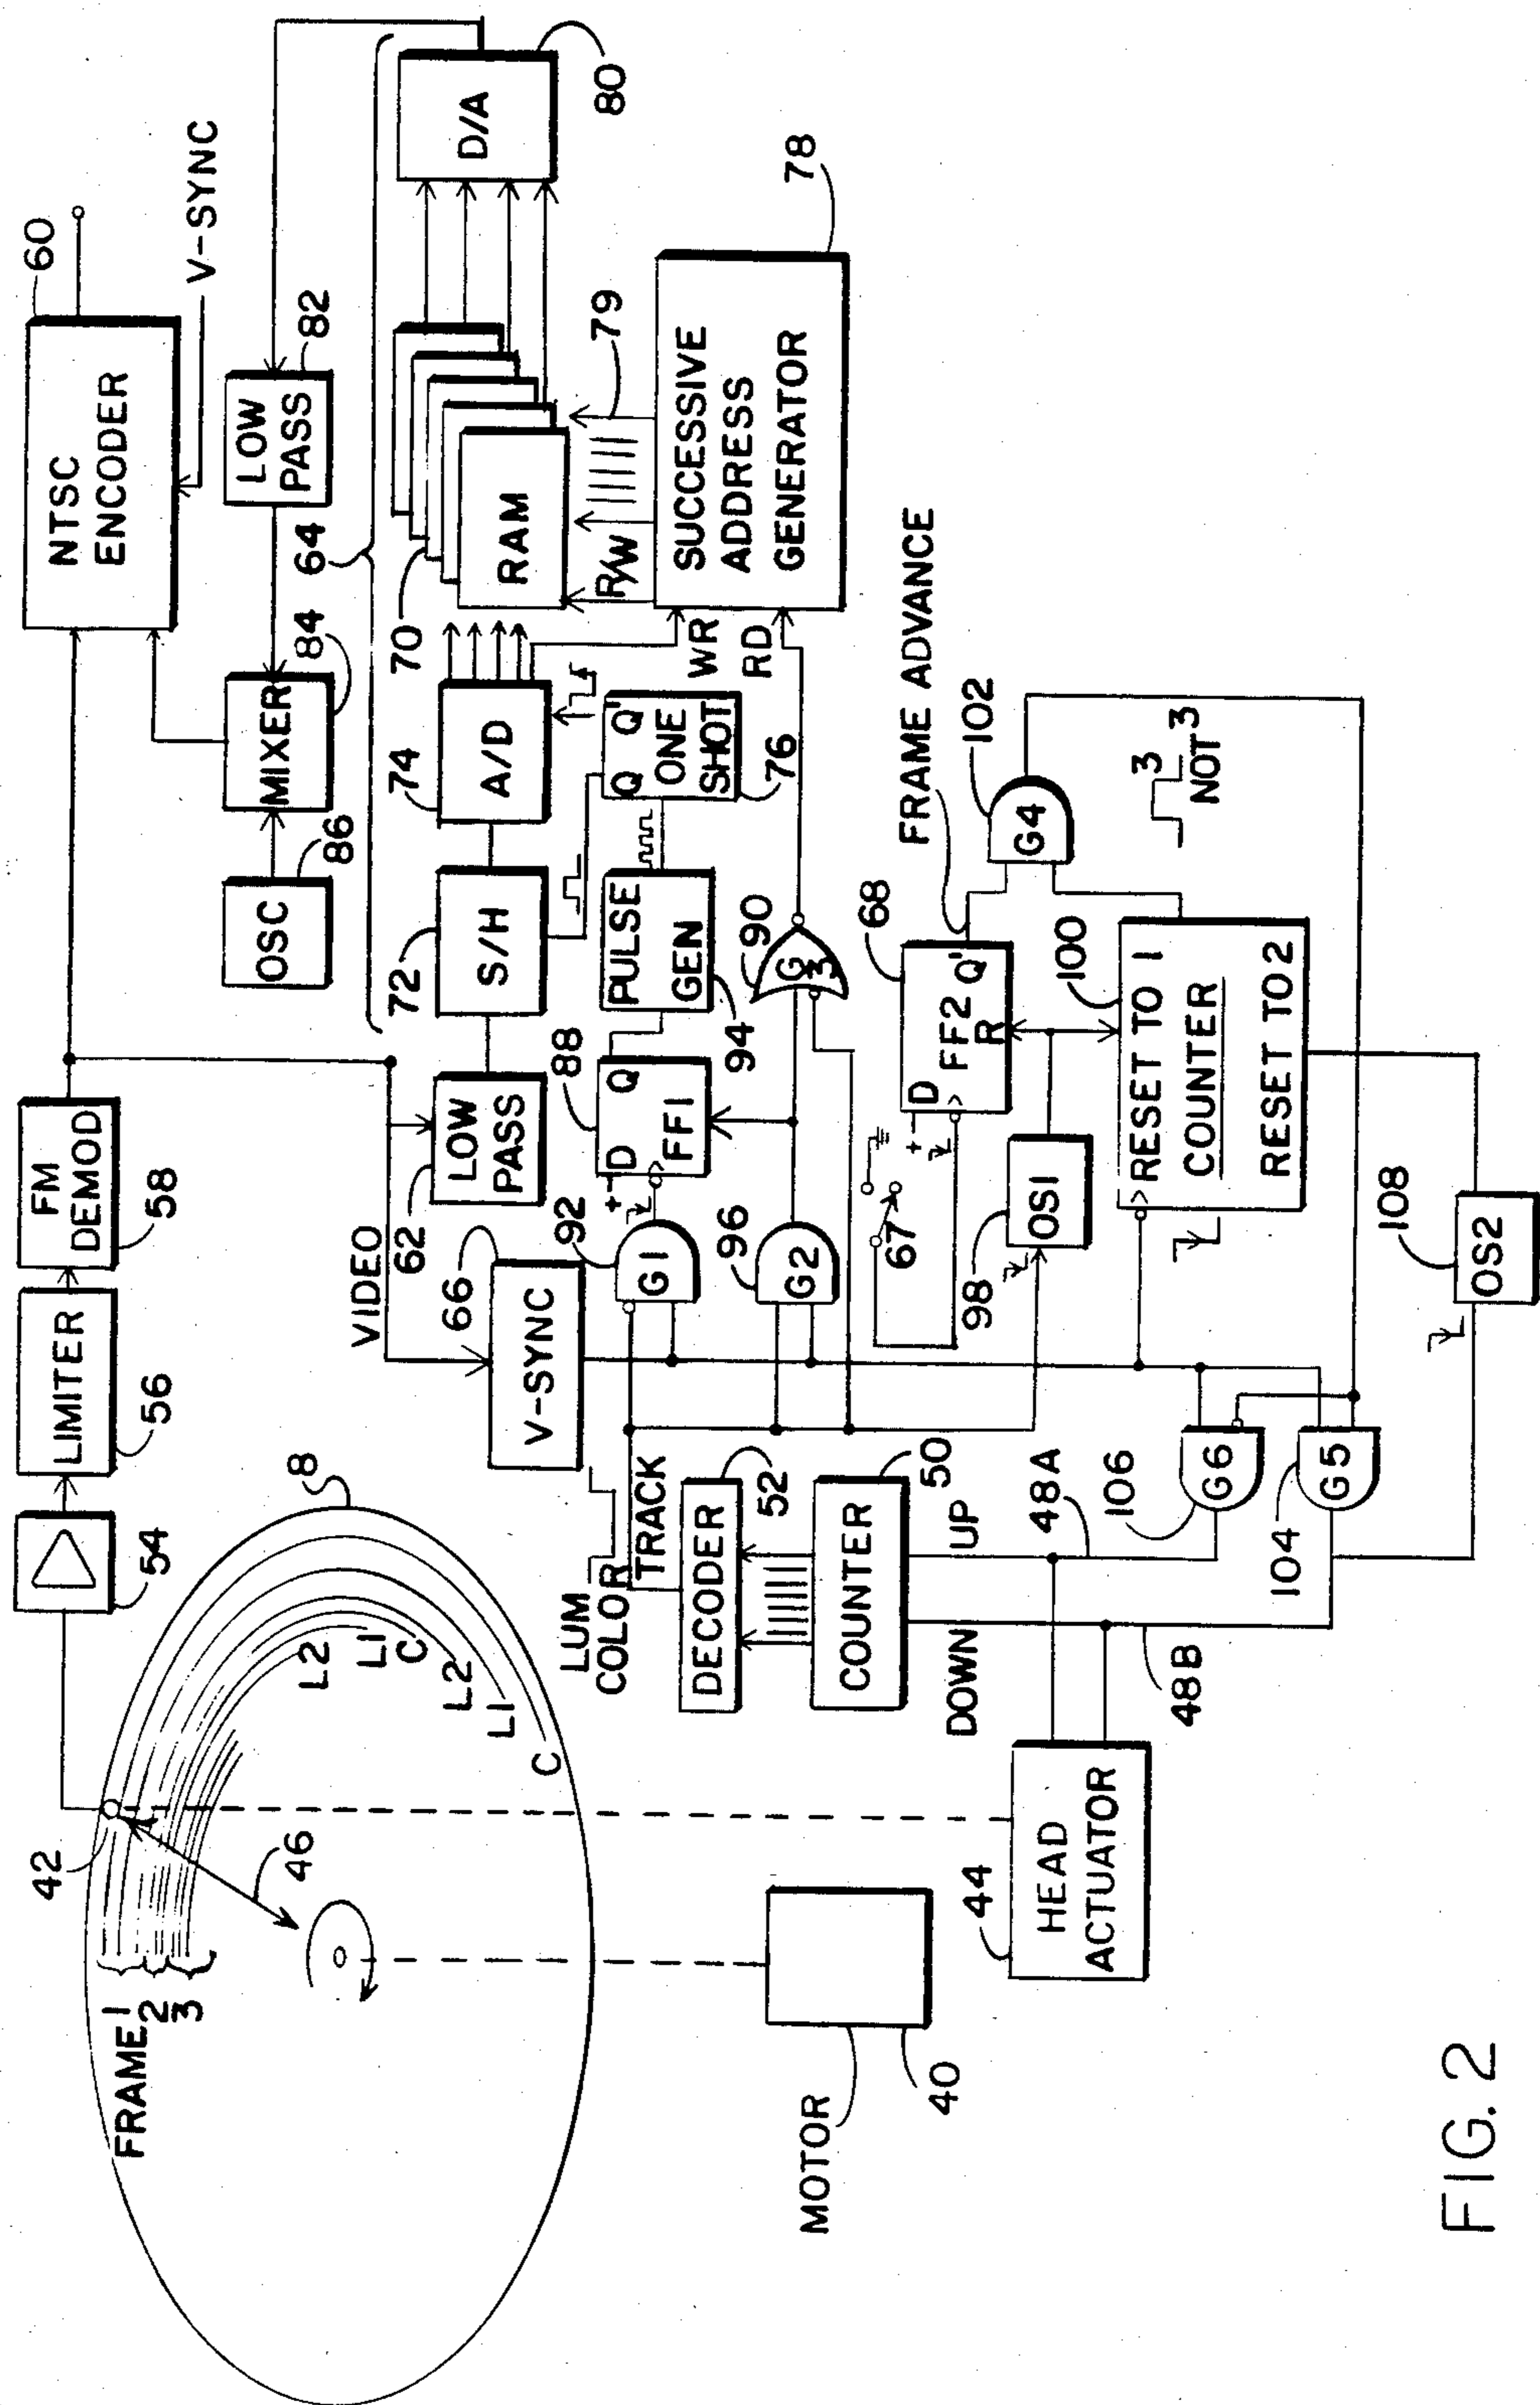 60
NTSC
ENCODER
V-SYNC
FM
DEMOD
58
LIMITER
56
54
LOW
PASS
82
MIXER
84
OSC
86
64
D/A
80
RAM
70
R/W
79
SUCCESSIVE
ADDRESS
GENERATOR
78
WR
RD
A/D
74
S/H
72
LOW
PASS
62
VIDEO
Q Q'
ONE
SHOT
76
PULSE
GEN
94
88
D Q
FF1
+
G1
92
G2
96
G3
90
V-SYNC
66
8
42
46
FRAME 1
2
3
L2
L1
C
L2
L1
C
LUM
COLOR
TRACK
DECODER
52
COUNTER
50
UP
DOWN
48A
48B
FRAME ADVANCE
68
D Q'
FF2
R
+
67
OS1
98
G4
102
3
NOT 3
100
RESET TO 1
COUNTER
RESET TO 2
G6
106
G5
104
OS2
108
HEAD
ACTUATOR
44
MOTOR
40
FIG. 2